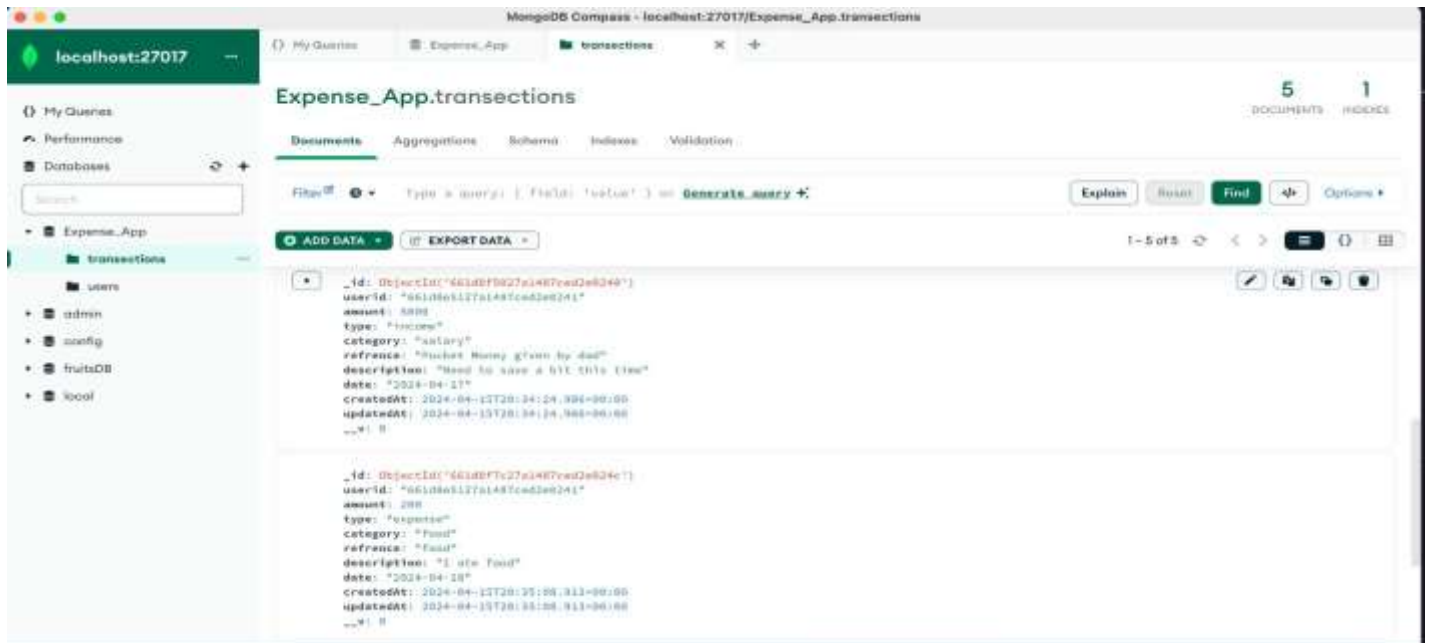 MongoDB Compass - localhost:27017/Expense_App.transections
localhost:27017
My Queries
Expense_App
transections
{} My Queries
Performance
Databases
Search
Expense_App
transections
users
admin
config
fruitsDB
local
Expense_App.transections
5
DOCUMENTS
1
INDEXES
Documents Aggregations Schema Indexes Validation
Filter
Type a query: { field: 'value' } or Generate query
Explain Reset Find </> Options
ADD DATA
EXPORT DATA
1-5 of 5
_id: ObjectId(
userid:
amount: 5000
type: "income"
category: "salary"
refrence: "Pocket Money given by dad"
description: "Need to save a bit this time"
date: "2024-04-17"
createdAt:
updatedAt:
__v: 0
_id: ObjectId(
userid:
amount: 200
type: "expense"
category: "food"
refrence: "food"
description: "I ate food"
date: "2024-04-18"
createdAt:
updatedAt:
__v: 0